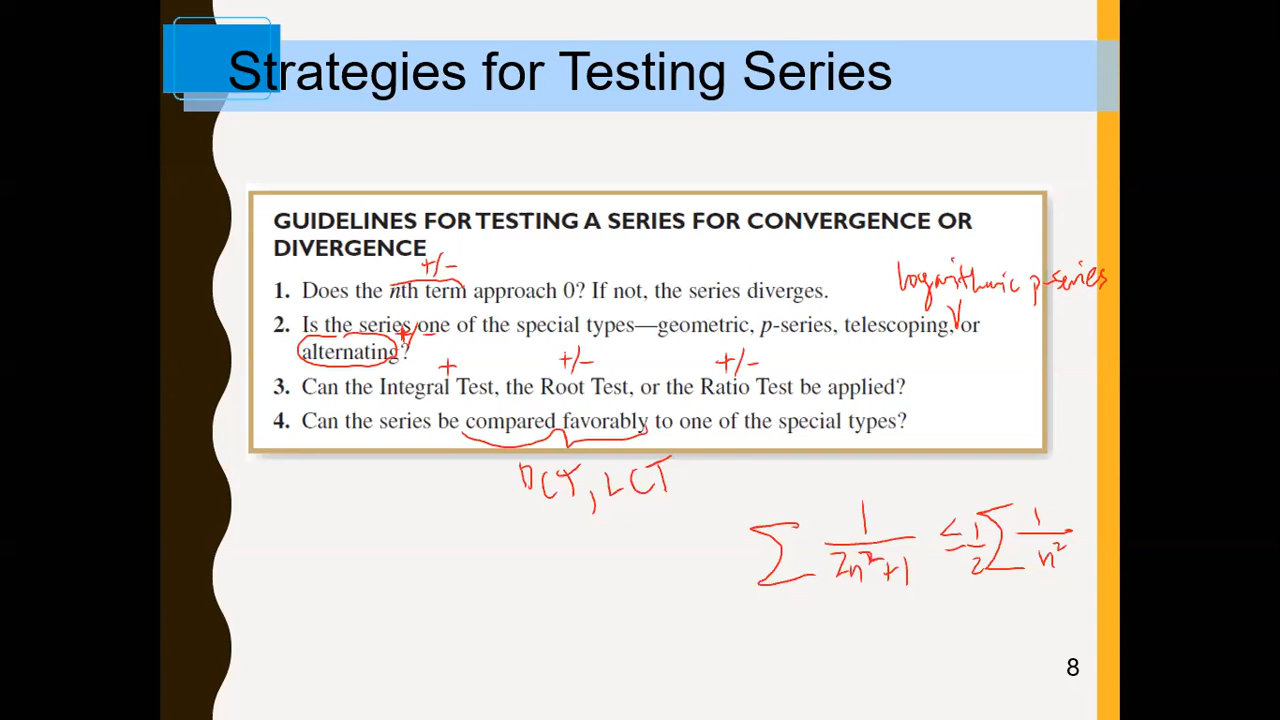 Strategies for Testing Series
GUIDELINES FOR TESTING A SERIES FOR CONVERGENCE OR
DIVERGENCE
+/-
logarithmic p-series
1. Does the nth term approach 0? If not, the series diverges.
2. Is the series one of the special types—geometric, p-series, telescoping, or
+/-
alternating?
+ +/- +/-
3. Can the Integral Test, the Root Test, or the Ratio Test be applied?
4. Can the series be compared favorably to one of the special types?
DCT, LCT
∑ 1/(2n²+1) ≤ 1/2 ∑ 1/n²
8